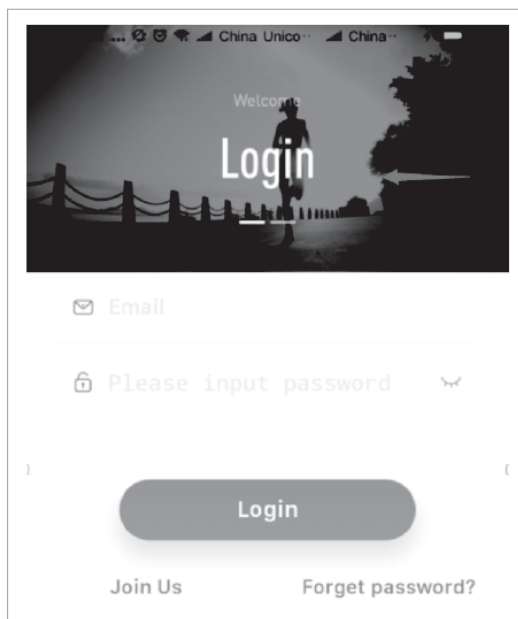 ... China Unico·· China··
Welcome
Login
Email
Please input password
Login
Join Us
Forget password?